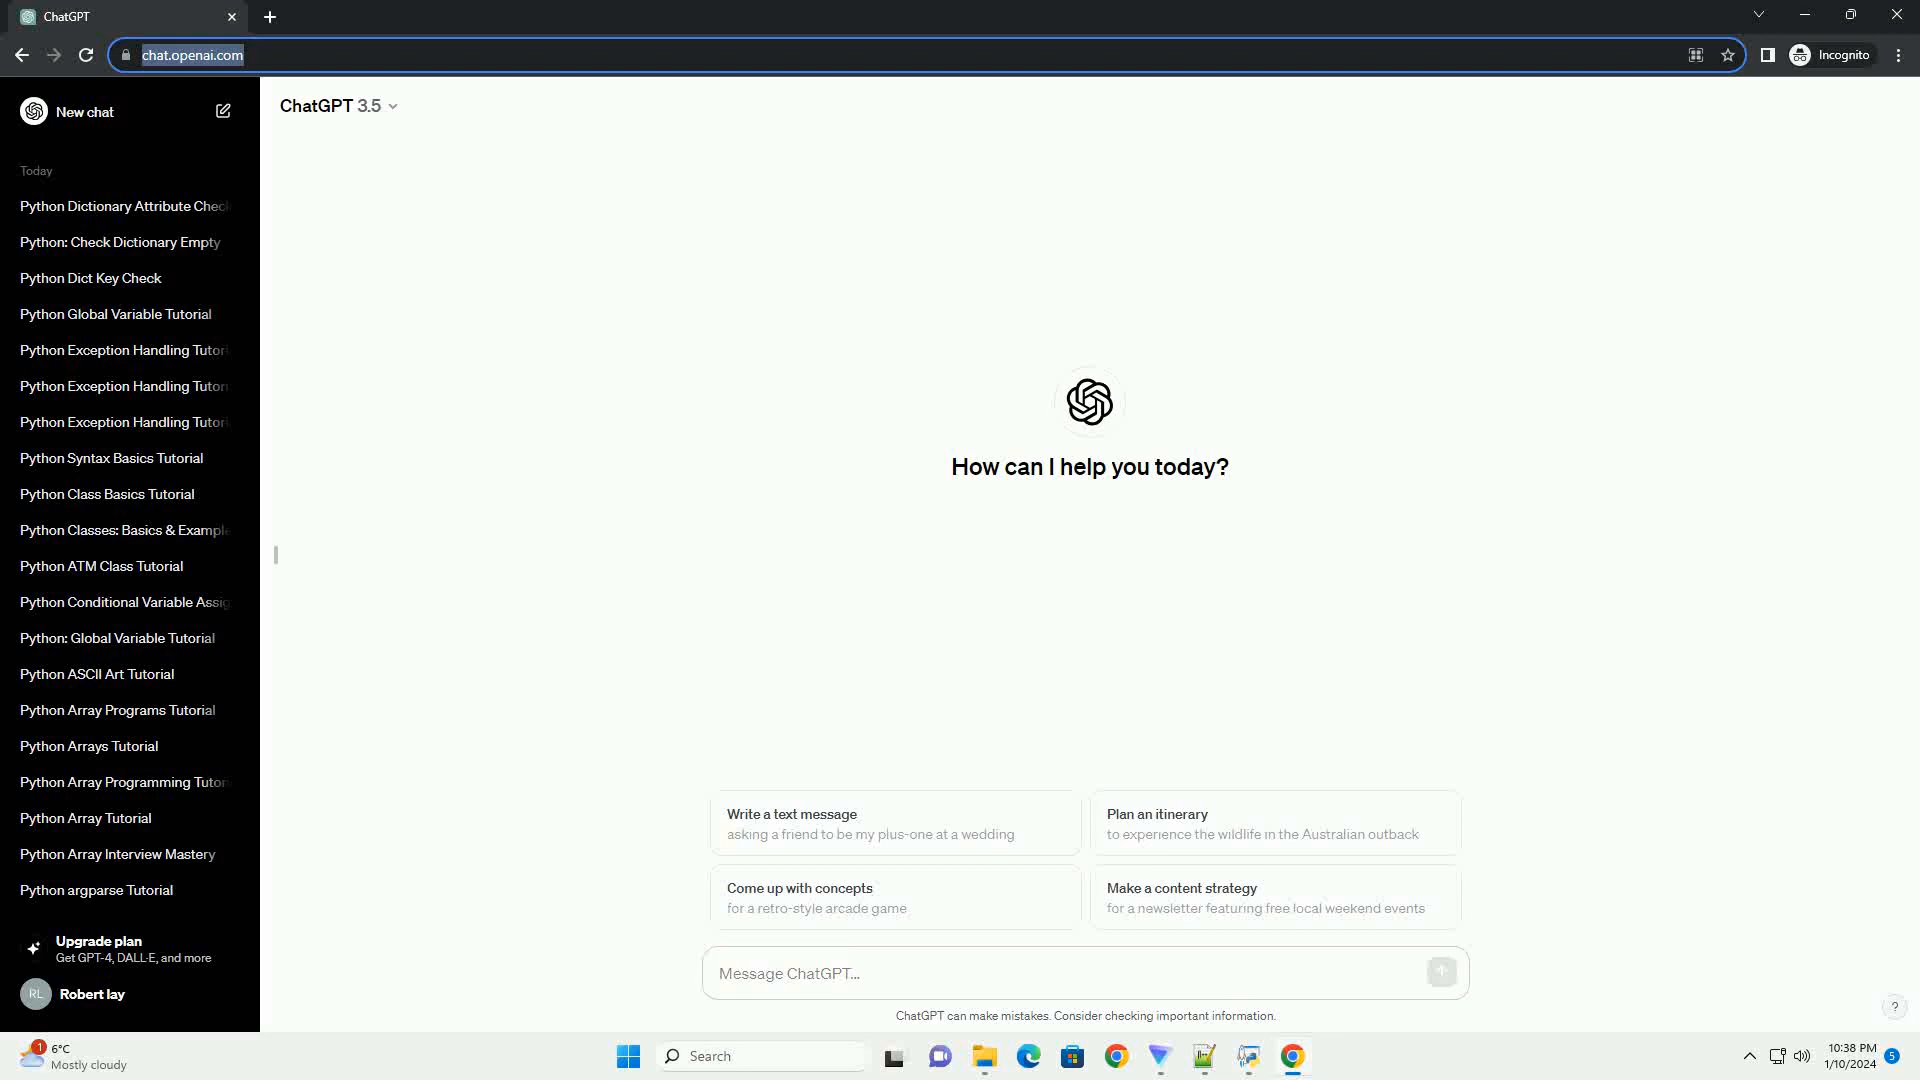 ChatGPT
chat.openai.com
Incognito
New chat
ChatGPT 3.5
Today
Python Dictionary Attribute Chec
Python: Check Dictionary Empty
Python Dict Key Check
Python Global Variable Tutorial
Python Exception Handling Tutori
Python Exception Handling Tutori
Python Exception Handling Tutori
Python Syntax Basics Tutorial
Python Class Basics Tutorial
Python Classes: Basics & Example
Python ATM Class Tutorial
Python Conditional Variable Assig
Python: Global Variable Tutorial
Python ASCII Art Tutorial
Python Array Programs Tutorial
Python Arrays Tutorial
Python Array Programming Tutori
Python Array Tutorial
Python Array Interview Mastery
Python argparse Tutorial
Upgrade plan
Get GPT-4, DALL·E, and more
RL
Robert lay
How can I help you today?
Write a text message
asking a friend to be my plus-one at a wedding
Plan an itinerary
to experience the wildlife in the Australian outback
Come up with concepts
for a retro-style arcade game
Make a content strategy
for a newsletter featuring free local weekend events
Message ChatGPT...
ChatGPT can make mistakes. Consider checking important information.
?
1
6°C
Mostly cloudy
Search
10:38 PM
1/10/2024
5